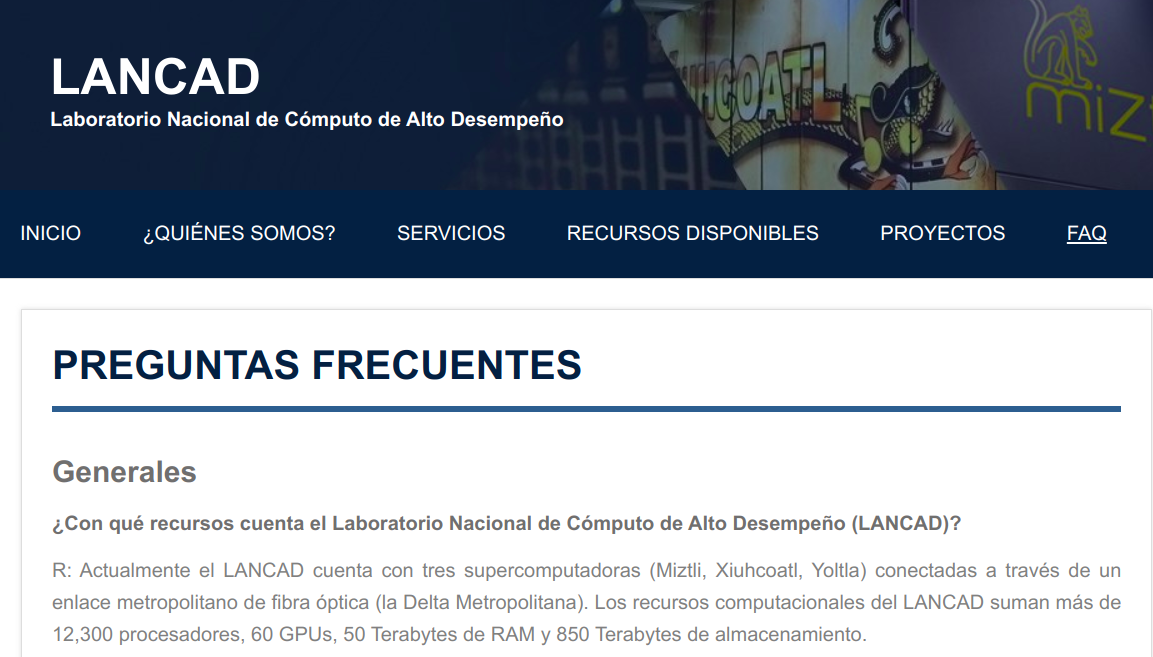 LANCAD
Laboratorio Nacional de Cómputo de Alto Desempeño
INICIO ¿QUIÉNES SOMOS? SERVICIOS RECURSOS DISPONIBLES PROYECTOS FAQ
PREGUNTAS FRECUENTES
Generales
¿Con qué recursos cuenta el Laboratorio Nacional de Cómputo de Alto Desempeño (LANCAD)?
R: Actualmente el LANCAD cuenta con tres supercomputadoras (Miztli, Xiuhcoatl, Yoltla) conectadas a través de un
enlace metropolitano de fibra óptica (la Delta Metropolitana). Los recursos computacionales del LANCAD suman más de
12,300 procesadores, 60 GPUs, 50 Terabytes de RAM y 850 Terabytes de almacenamiento.